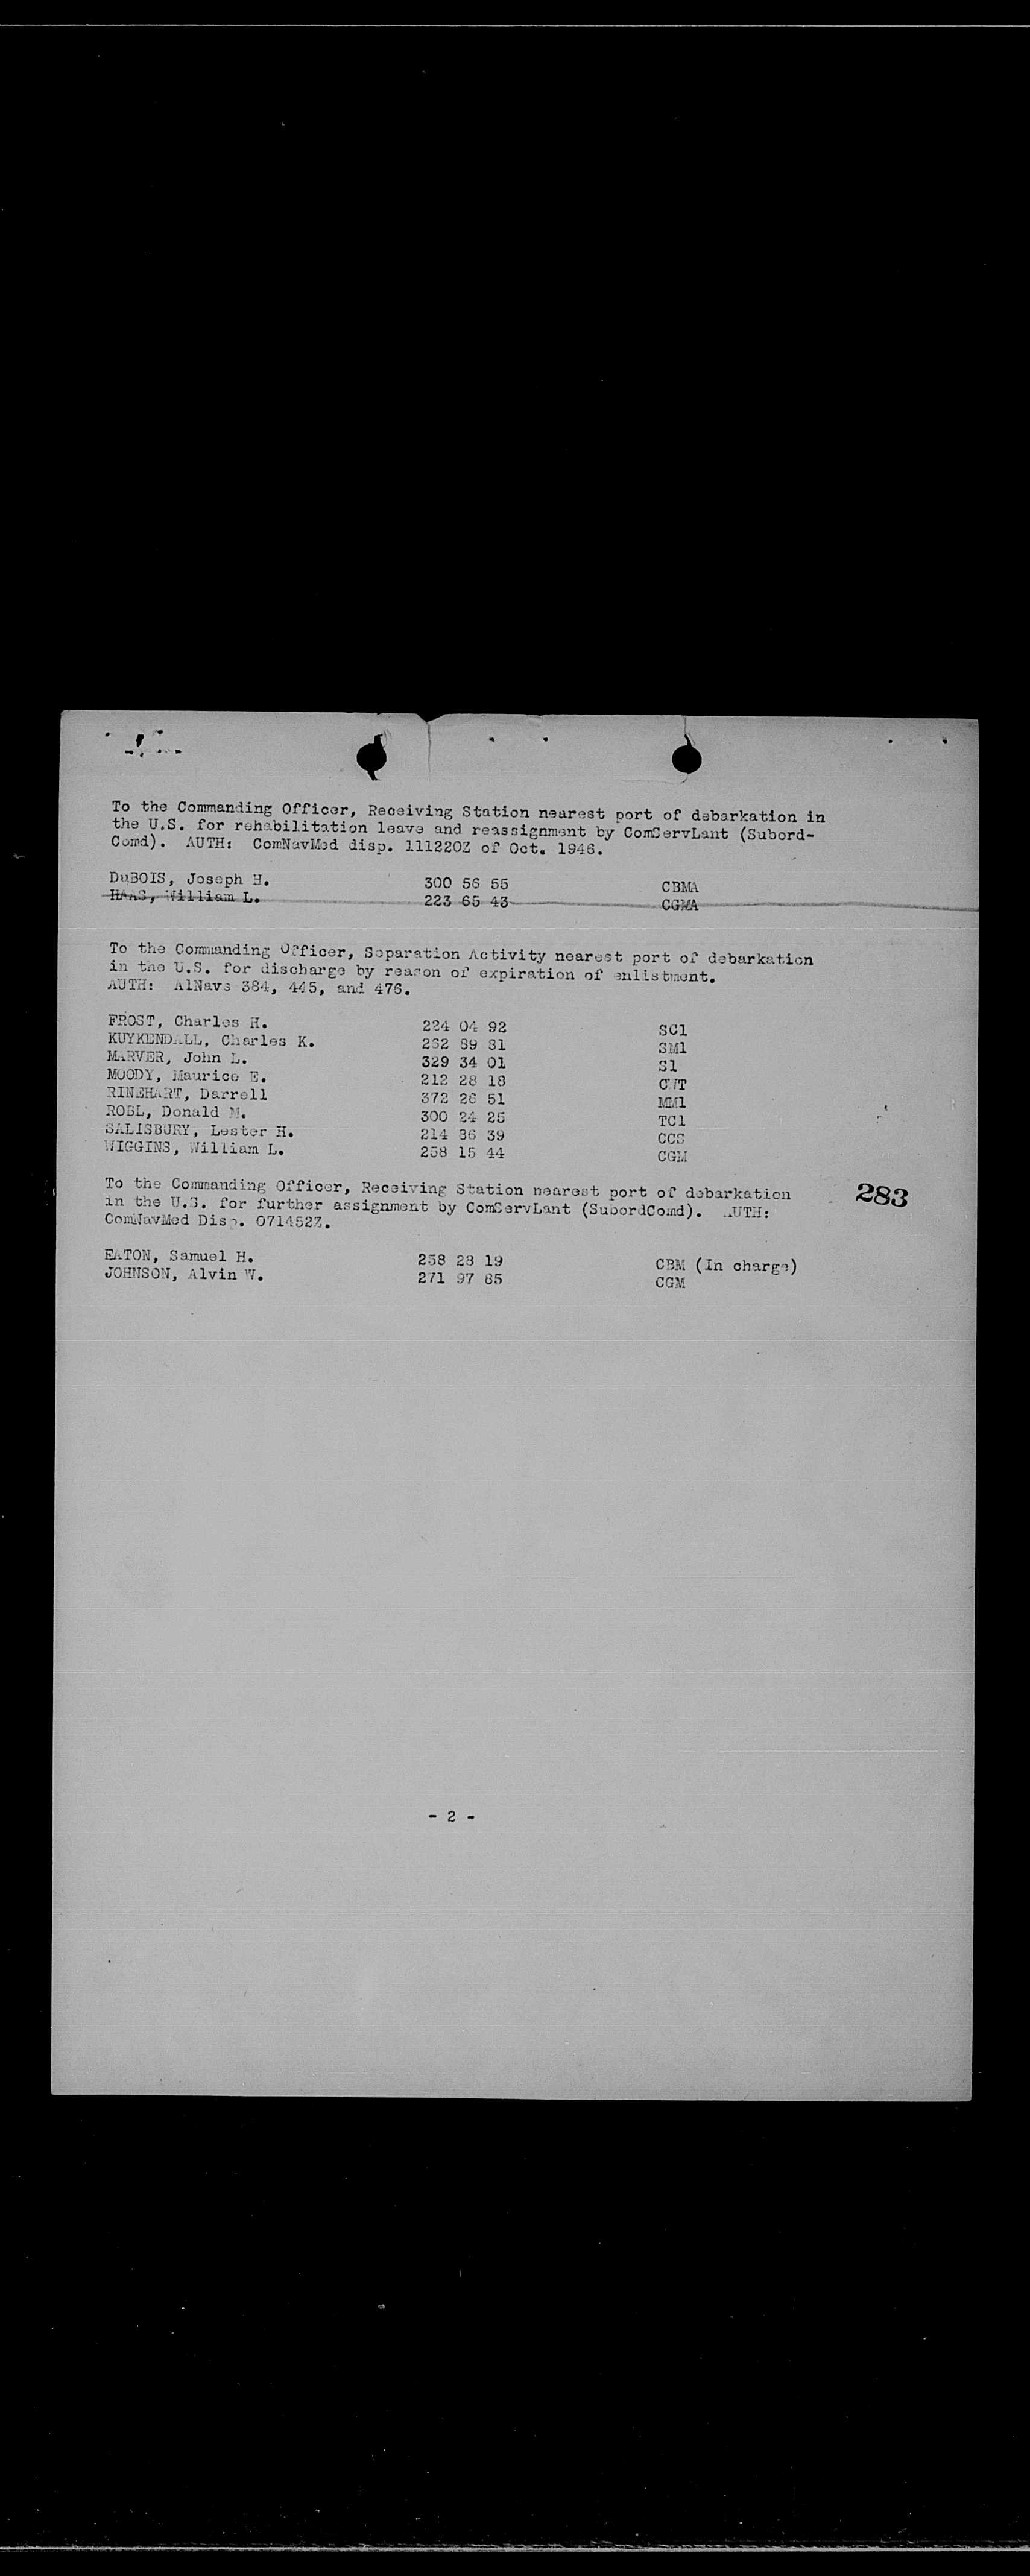 To the Commanding Officer, Receiving Station nearest port of debarkation in
the U.S. for rehabilitation leave and reassignment by ComServLant (Subord-
Comd). AUTH: ComNavMed disp. 111220Z of Oct. 1946.
DuBOIS, Joseph H. 300 56 55 CBMA
HAAS, William L. 223 65 43 CGMA
To the Commanding Officer, Separation Activity nearest port of debarkation
in the U.S. for discharge by reason of expiration of enlistment.
AUTH: AlNavs 384, 445, and 476.
FROST, Charles H. 224 04 92 SC1
KUYKENDALL, Charles K. 262 89 81 SM1
MARVER, John L. 329 34 01 S1
MOODY, Maurice E. 212 28 18 CWT
RINEHART, Darrell 372 26 51 MM1
ROBL, Donald M. 300 24 25 TC1
SALISBURY, Lester H. 214 36 39 CCS
WIGGINS, William L. 258 15 44 CGM
To the Commanding Officer, Receiving Station nearest port of debarkation
in the U.S. for further assignment by ComServLant (SubordComd). AUTH:
ComNavMed Disp. 071452Z.
283
EATON, Samuel H. 258 28 19 CBM (In charge)
JOHNSON, Alvin W. 271 97 85 CGM
- 2 -